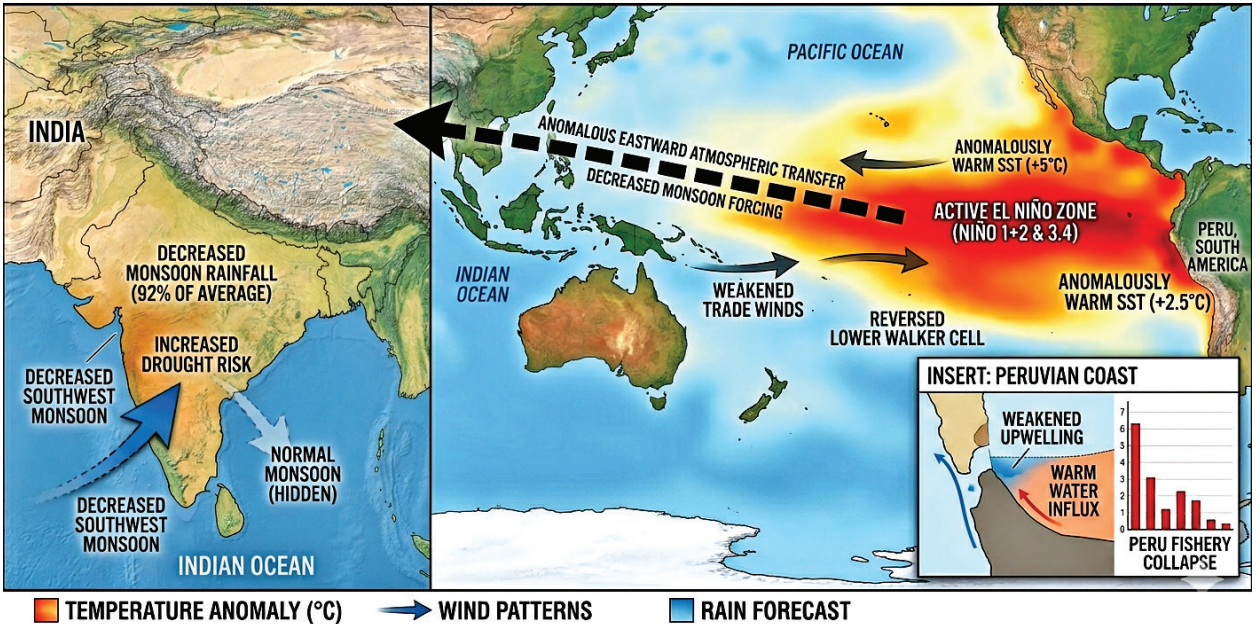 INDIA
DECREASED
MONSOON RAINFALL
(92% OF AVERAGE)
INCREASED
DROUGHT RISK
DECREASED
SOUTHWEST
MONSOON
NORMAL
MONSOON
(HIDDEN)
DECREASED
SOUTHWEST
MONSOON
INDIAN OCEAN
PACIFIC OCEAN
ANOMALOUS EASTWARD ATMOSPHERIC TRANSFER
DECREASED MONSOON FORCING
ANOMALOUSLY
WARM SST (+5°C)
ACTIVE EL NIÑO ZONE
(NIÑO 1+2 & 3.4)
PERU,
SOUTH
AMERICA
INDIAN
OCEAN
WEAKENED
TRADE WINDS
ANOMALOUSLY
WARM SST (+2.5°C)
REVERSED
LOWER WALKER CELL
INSERT: PERUVIAN COAST
WEAKENED
UPWELLING
WARM
WATER
INFLUX
7
6
5
4
3
2
1
0
PERU FISHERY
COLLAPSE
TEMPERATURE ANOMALY (°C)
WIND PATTERNS
RAIN FORECAST